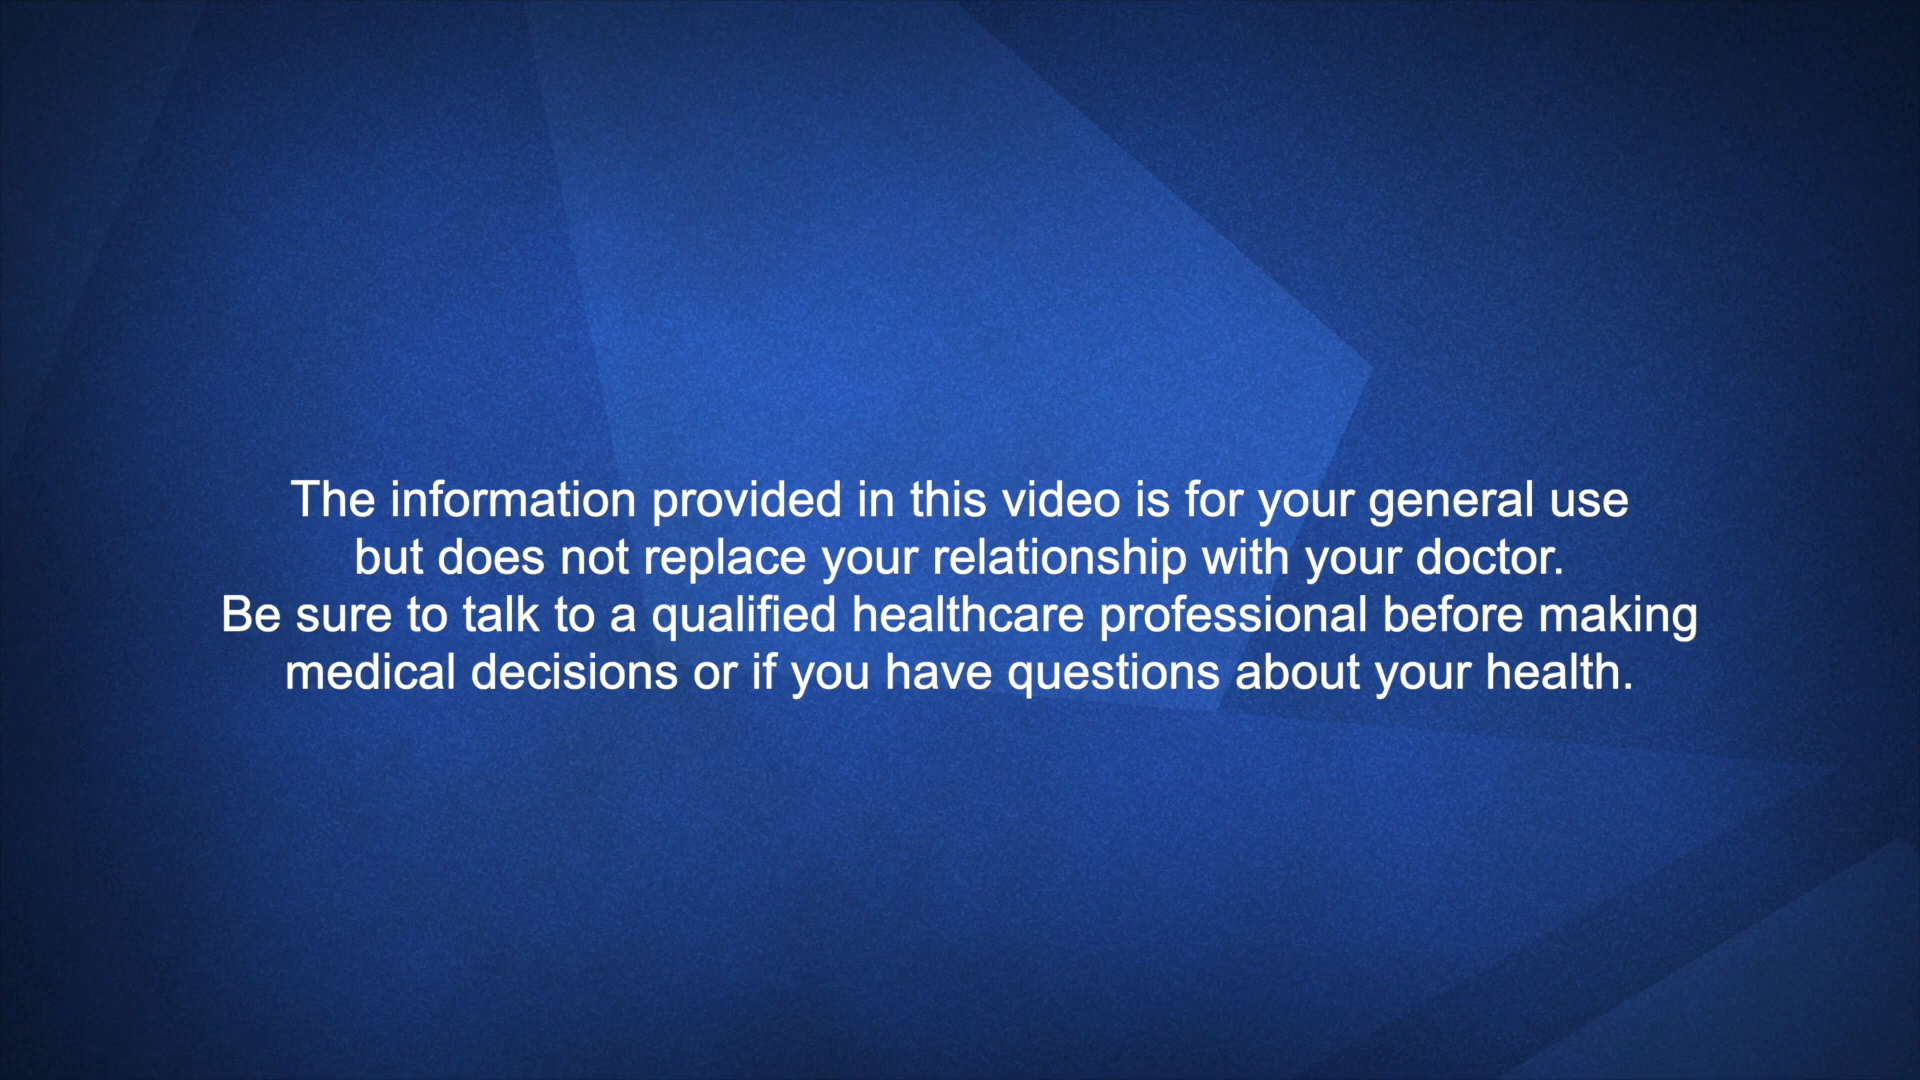 The information provided in this video is for your general use
but does not replace your relationship with your doctor.
Be sure to talk to a qualified healthcare professional before making
medical decisions or if you have questions about your health.